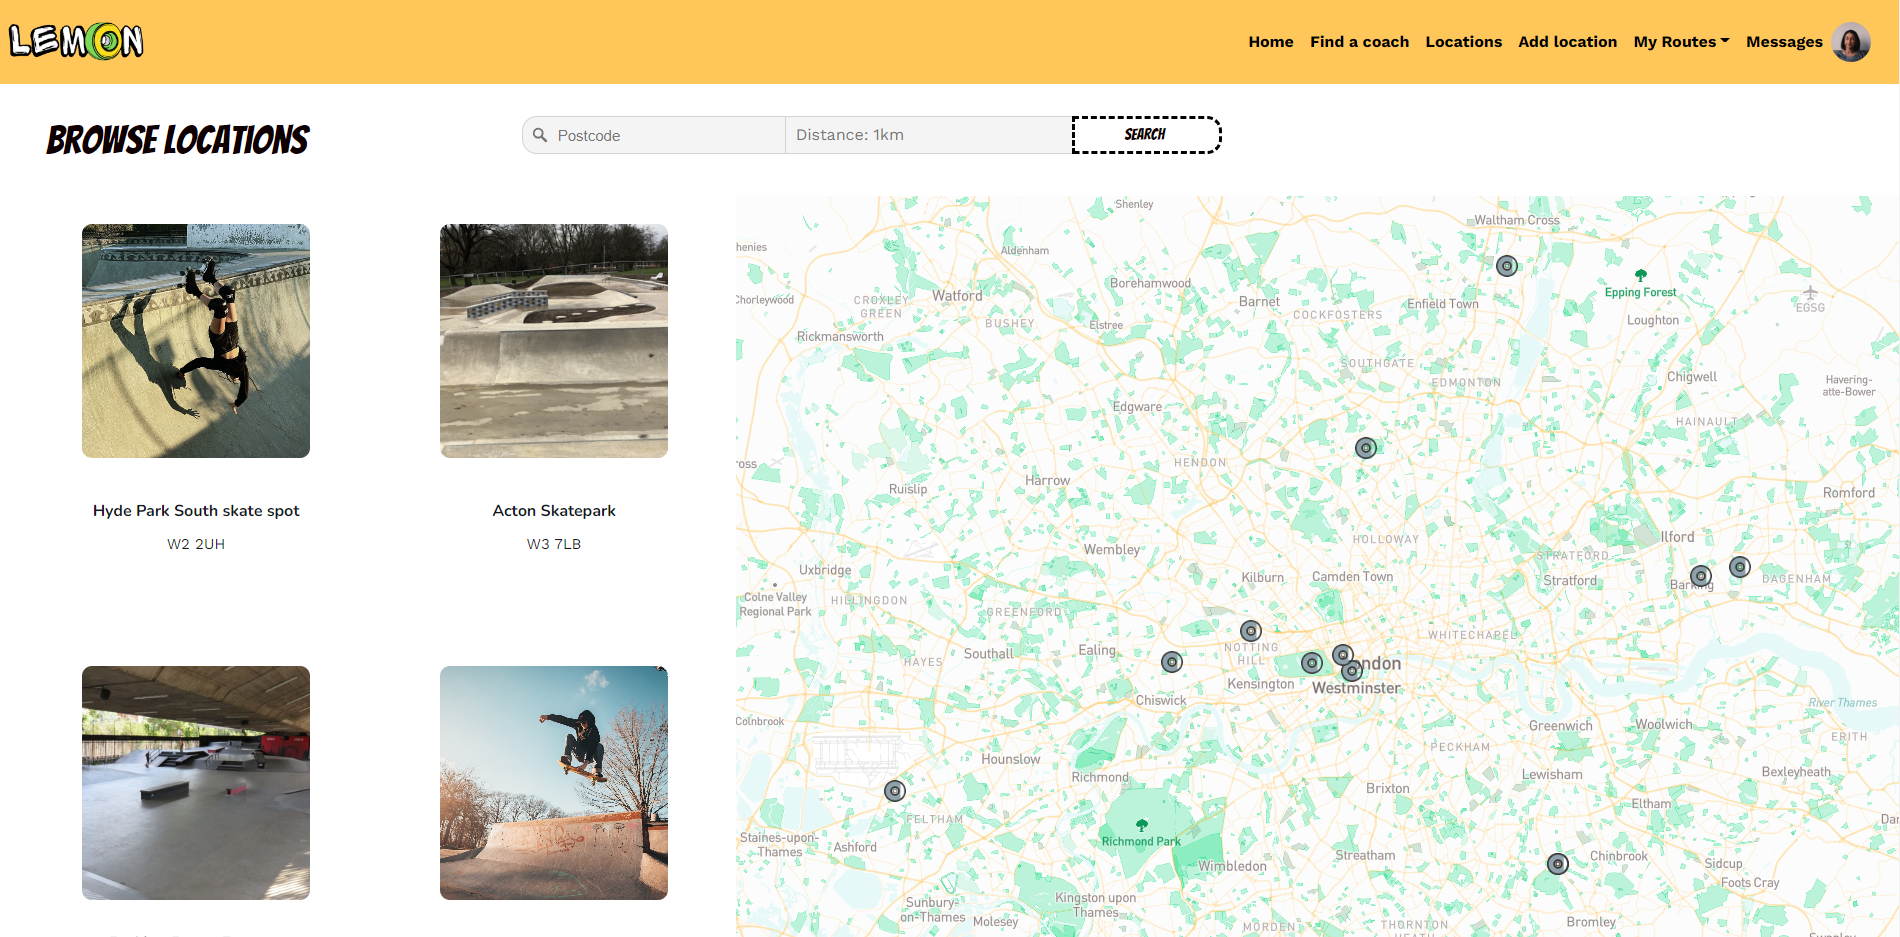 LEMON
Home Find a coach Locations Add location My Routes Messages
BROWSE LOCATIONS
Postcode
Distance: 1km
SEARCH
Hyde Park South skate spot
W2 2UH
Acton Skatepark
W3 7LB
Shenley
Waltham Cross
henies
Aldenham
Borehamwood
Epping Forest
EGSG
Chorleywood
CROXLEY
GREEN
Watford
Barnet
Enfield Town
COCKFOSTERS
Loughton
BUSHEY
Elstree
Rickmansworth
SOUTHGATE
EDMONTON
Chigwell
Havering-
atte-Bower
Edgware
HAINAULT
ross
HENDON
Ruislip
Harrow
Romford
HOLLOWAY
Ilford
Wembley
STRATFORD
Uxbridge
Kilburn
Camden Town
Stratford
Barking
DAGENHAM
Colne Valley
Regional Park
HILLINGDON
GREENFORD
WHITECHAPEL
Southall
Ealing
NOTTING
HILL
HAYES
ndon
Kensington
Westminster
Chiswick
River Thames
Colnbrook
Greenwich
Woolwich
ERITH
PECKHAM
Hounslow
Richmond
Lewisham
Bexleyheath
Brixton
Eltham
FELTHAM
Dar
Staines-upon-
Thames
Ashford
Richmond Park
Wimbledon
Streatham
Chinbrook
Sidcup
Foots Cray
Sunbury-
on-Thames
Kingston upon
Thames
Molesey
MORDEN
THORNTON
Bromley